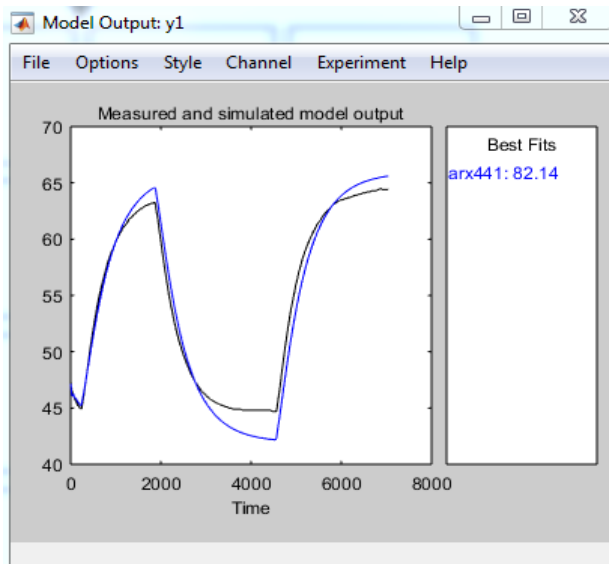 Model Output: y1
File Options Style Channel Experiment Help
Measured and simulated model output
70
65
60
55
50
45
40
0 2000 4000 6000 8000
Time
Best Fits
arx441: 82.14